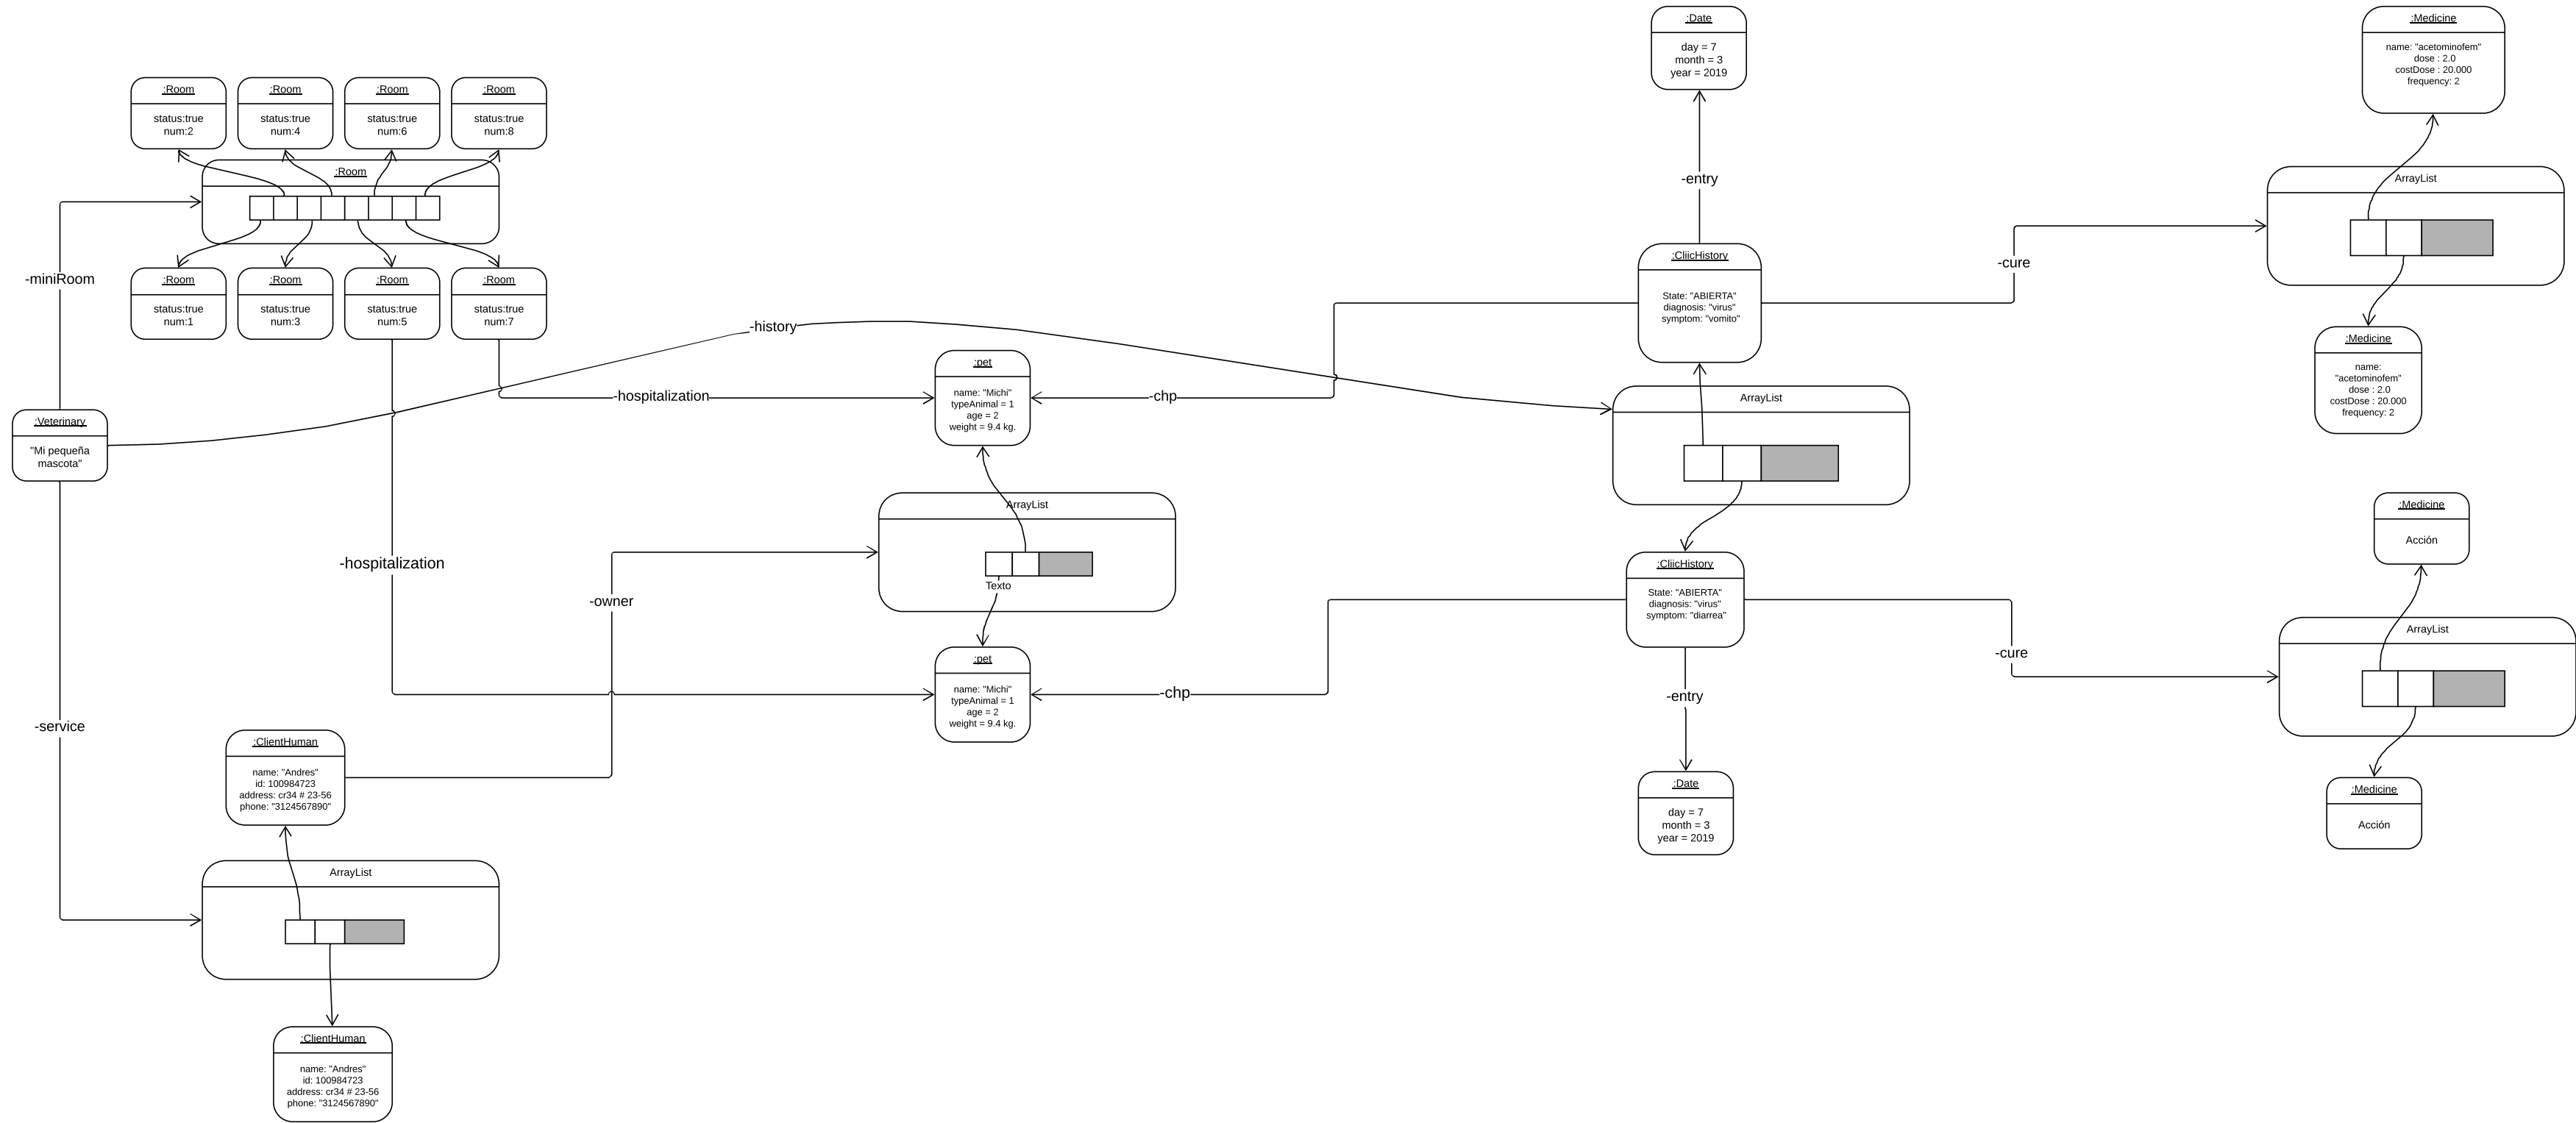 :Date
day = 7
month = 3
year = 2019
:Medicine
name: "acetominofem"
dose : 2.0
costDose : 20.000
frequency: 2
:Room
status:true
num:2
:Room
status:true
num:4
:Room
status:true
num:6
:Room
status:true
num:8
:Room
-entry
ArrayList
-miniRoom
:Room
status:true
num:1
:Room
status:true
num:3
:Room
status:true
num:5
:Room
status:true
num:7
:CliicHistory
State: "ABIERTA"
diagnosis: "virus"
symptom: "vomito"
-cure
-history
:Medicine
name:
"acetominofem"
dose : 2.0
costDose : 20.000
frequency: 2
:pet
name: "Michi"
typeAnimal = 1
age = 2
weight = 9.4 kg.
-hospitalization
-chp
ArrayList
:Veterinary
"Mi pequeña
mascota"
ArrayList
:Medicine
Acción
-hospitalization
:CliicHistory
State: "ABIERTA"
diagnosis: "virus"
symptom: "diarrea"
Texto
-owner
ArrayList
-cure
:pet
name: "Michi"
typeAnimal = 1
age = 2
weight = 9.4 kg.
-chp
-entry
-service
:ClientHuman
name: "Andres"
id: 100984723
address: cr34 # 23-56
phone: "3124567890"
:Date
day = 7
month = 3
year = 2019
:Medicine
Acción
ArrayList
:ClientHuman
name: "Andres"
id: 100984723
address: cr34 # 23-56
phone: "3124567890"